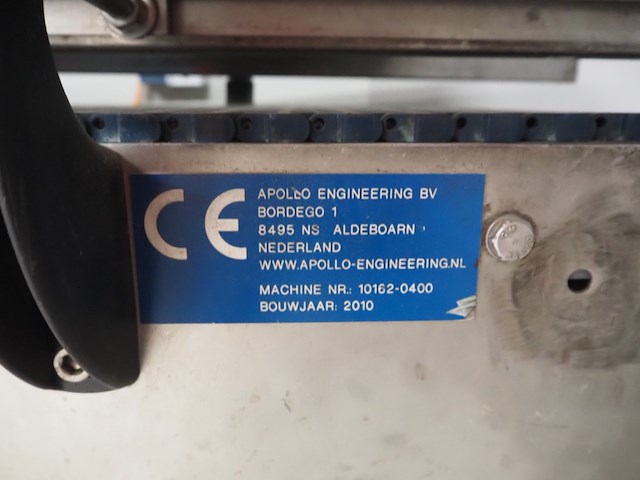 CE
APOLLO ENGINEERING BV
BORDEGO 1
8495 NS ALDEBOARN
NEDERLAND
WWW.APOLLO-ENGINEERING.NL
MACHINE NR.: 10162-0400
BOUWJAAR: 2010